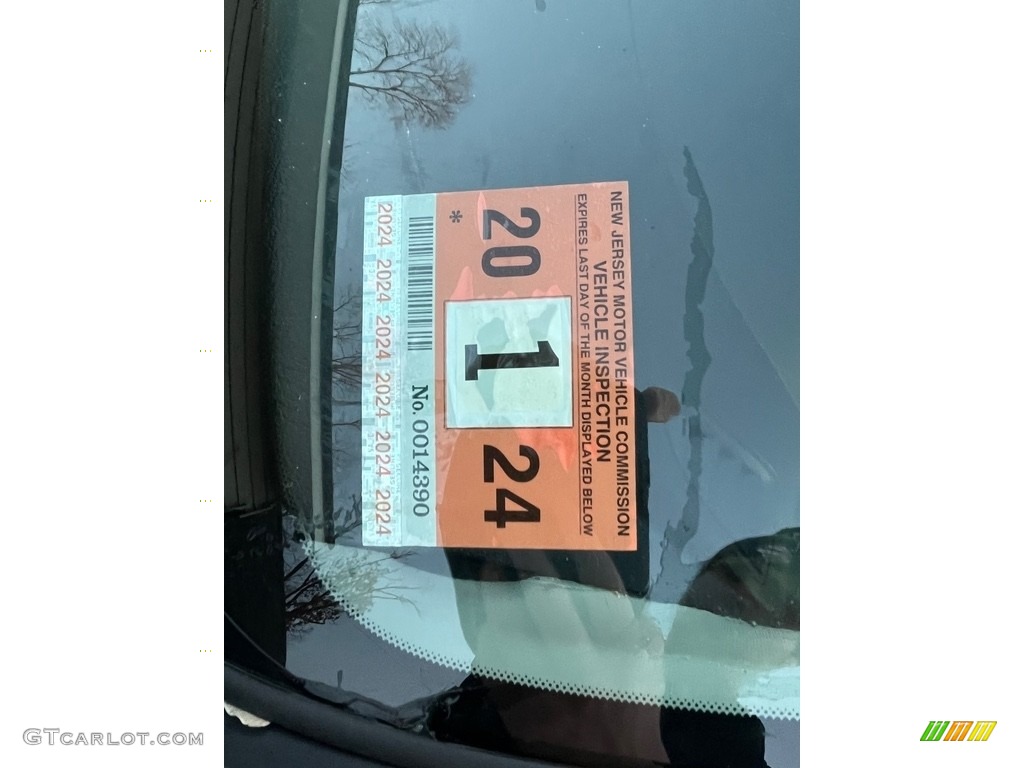 NEW JERSEY MOTOR VEHICLE COMMISSION
VEHICLE INSPECTION
EXPIRES LAST DAY OF THE MONTH DISPLAYED BELOW
20 1 24
*
No. 0014390
2024 2024 2024 2024 2024 2024
GTCARLOT.COM